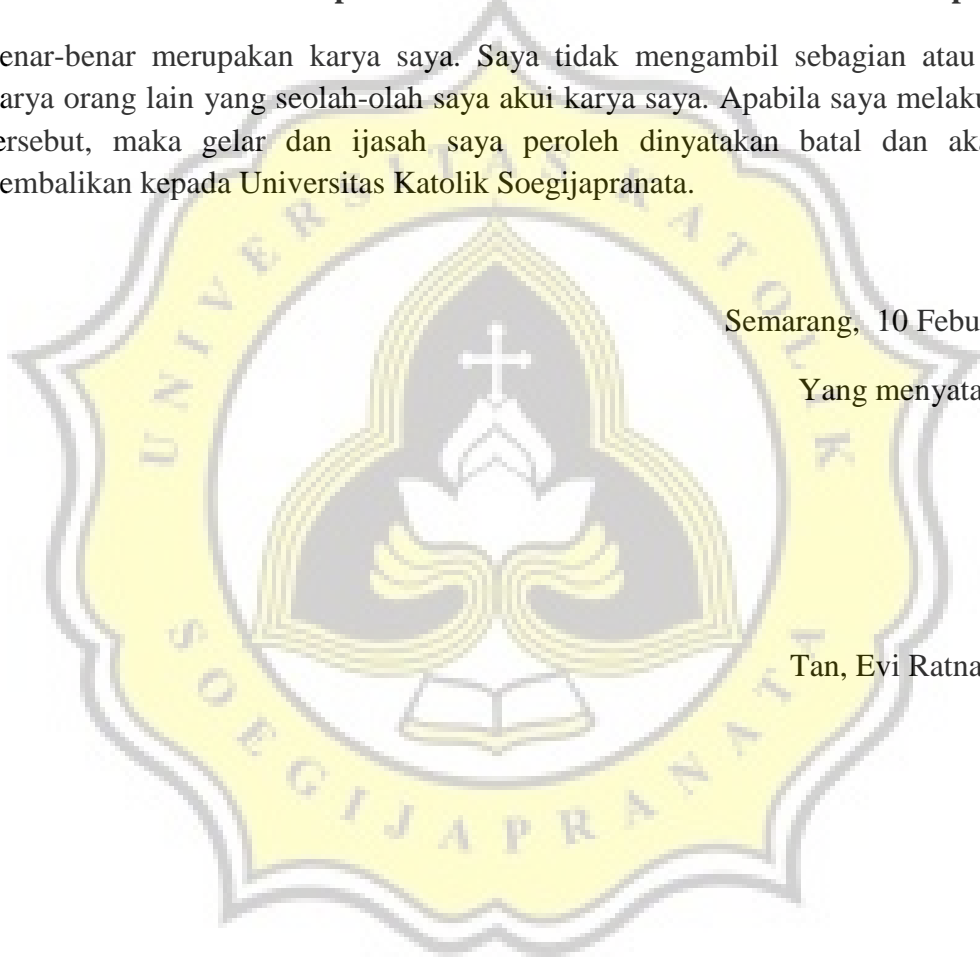 enar-benar merupakan karya saya. Saya tidak mengambil sebagian atau
arya orang lain yang seolah-olah saya akui karya saya. Apabila saya melaku
ersebut, maka gelar dan ijasah saya peroleh dinyatakan batal dan aka
embalikan kepada Universitas Katolik Soegijapranata.
UNIVERSITAS KATOLIK
Semarang, 10 Febu
Yang menyata
Tan, Evi Ratna
SOEGIJAPRANATA